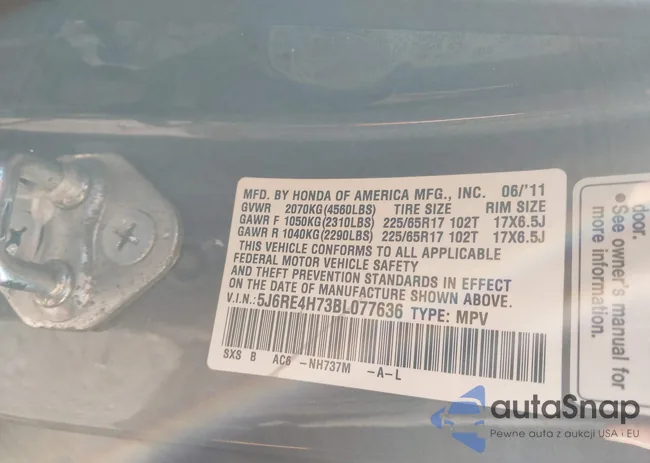 MFD. BY HONDA OF AMERICA MFG., INC. 06/'11
GVWR 2070KG(4560LBS) TIRE SIZE RIM SIZE
GAWR F 1050KG(2310LBS) 225/65R17 102T 17X6.5J
GAWR R 1040KG(2290LBS) 225/65R17 102T 17X6.5J
THIS VEHICLE CONFORMS TO ALL APPLICABLE
FEDERAL MOTOR VEHICLE SAFETY
AND THEFT PREVENTION STANDARDS IN EFFECT
ON THE DATE OF MANUFACTURE SHOWN ABOVE.
V.I.N.:5J6RE4H73BL077636 TYPE: MPV
SXS B AC6 -NH737M -A-L
door.
•See owner's manual for
more information.
autoSnap
Pewne auta z aukcji USA i EU